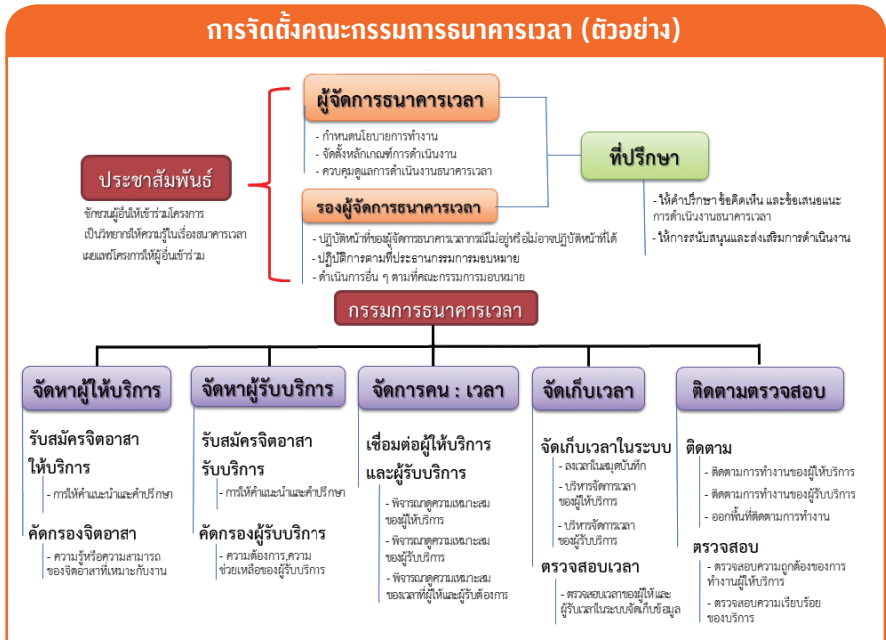 การจัดตั้งคณะกรรมการธนาคารเวลา (ตัวอย่าง)
ผู้จัดการธนาคารเวลา
- กำหนดนโยบายการทำงาน
- จัดตั้งหลักเกณฑ์การดำเนินงาน
- ควบคุมดูแลการดำเนินงานธนาคารเวลา
ประชาสัมพันธ์
ชักชวนผู้อื่นให้เข้าร่วมโครงการ
เป็นวิทยากรให้ความรู้ในเรื่องธนาคารเวลา
เผยแพร่โครงการให้ผู้อื่นเข้าร่วม
รองผู้จัดการธนาคารเวลา
- ปฏิบัติหน้าที่ของผู้จัดการธนาคารเวลากรณีไม่อยู่หรือไม่อาจปฏิบัติหน้าที่ได้
- ปฏิบัติการตามที่ประธานกรรมการมอบหมาย
- ดำเนินการอื่น ๆ ตามที่คณะกรรมการมอบหมาย
ที่ปรึกษา
- ให้คำปรึกษา ข้อคิดเห็น และข้อเสนอแนะ
การดำเนินงานธนาคารเวลา
- ให้การสนับสนุนและส่งเสริมการดำเนินงาน
กรรมการธนาคารเวลา
จัดหาผู้ให้บริการ
รับสมัครจิตอาสา
ให้บริการ
- การให้คำแนะนำและคำปรึกษา
คัดกรองจิตอาสา
- ความรู้หรือความสามารถ
ของจิตอาสาที่เหมาะกับงาน
จัดหาผู้รับบริการ
รับสมัครจิตอาสา
รับบริการ
- การให้คำแนะนำและคำปรึกษา
คัดกรองผู้รับบริการ
- ความต้องการ,ความ
ช่วยเหลือของผู้รับบริการ
จัดการคน : เวลา
เชื่อมต่อผู้ให้บริการ
และผู้รับบริการ
- พิจารณาดูความเหมาะสม
ของผู้ให้บริการ
- พิจารณาดูความเหมาะสม
ของผู้รับบริการ
- พิจารณาดูความเหมาะสม
ของเวลาที่ผู้ให้และผู้รับต้องการ
จัดเก็บเวลา
จัดเก็บเวลาในระบบ
- ลงเวลาในสมุดบันทึก
- บริหารจัดการเวลา
ของผู้ให้บริการ
- บริหารจัดการเวลา
ของผู้รับบริการ
ตรวจสอบเวลา
- ตรวจสอบเวลาของผู้ให้และ
ผู้รับเวลาในระบบจัดเก็บข้อมูล
ติดตามตรวจสอบ
ติดตาม
- ติดตามการทำงานของผู้ให้บริการ
- ติดตามการทำงานของผู้รับบริการ
- ออกพื้นที่ติดตามการทำงาน
ตรวจสอบ
- ตรวจสอบความถูกต้องของการ
ทำงานผู้ให้บริการ
- ตรวจสอบความเรียบร้อย
ของบริการ